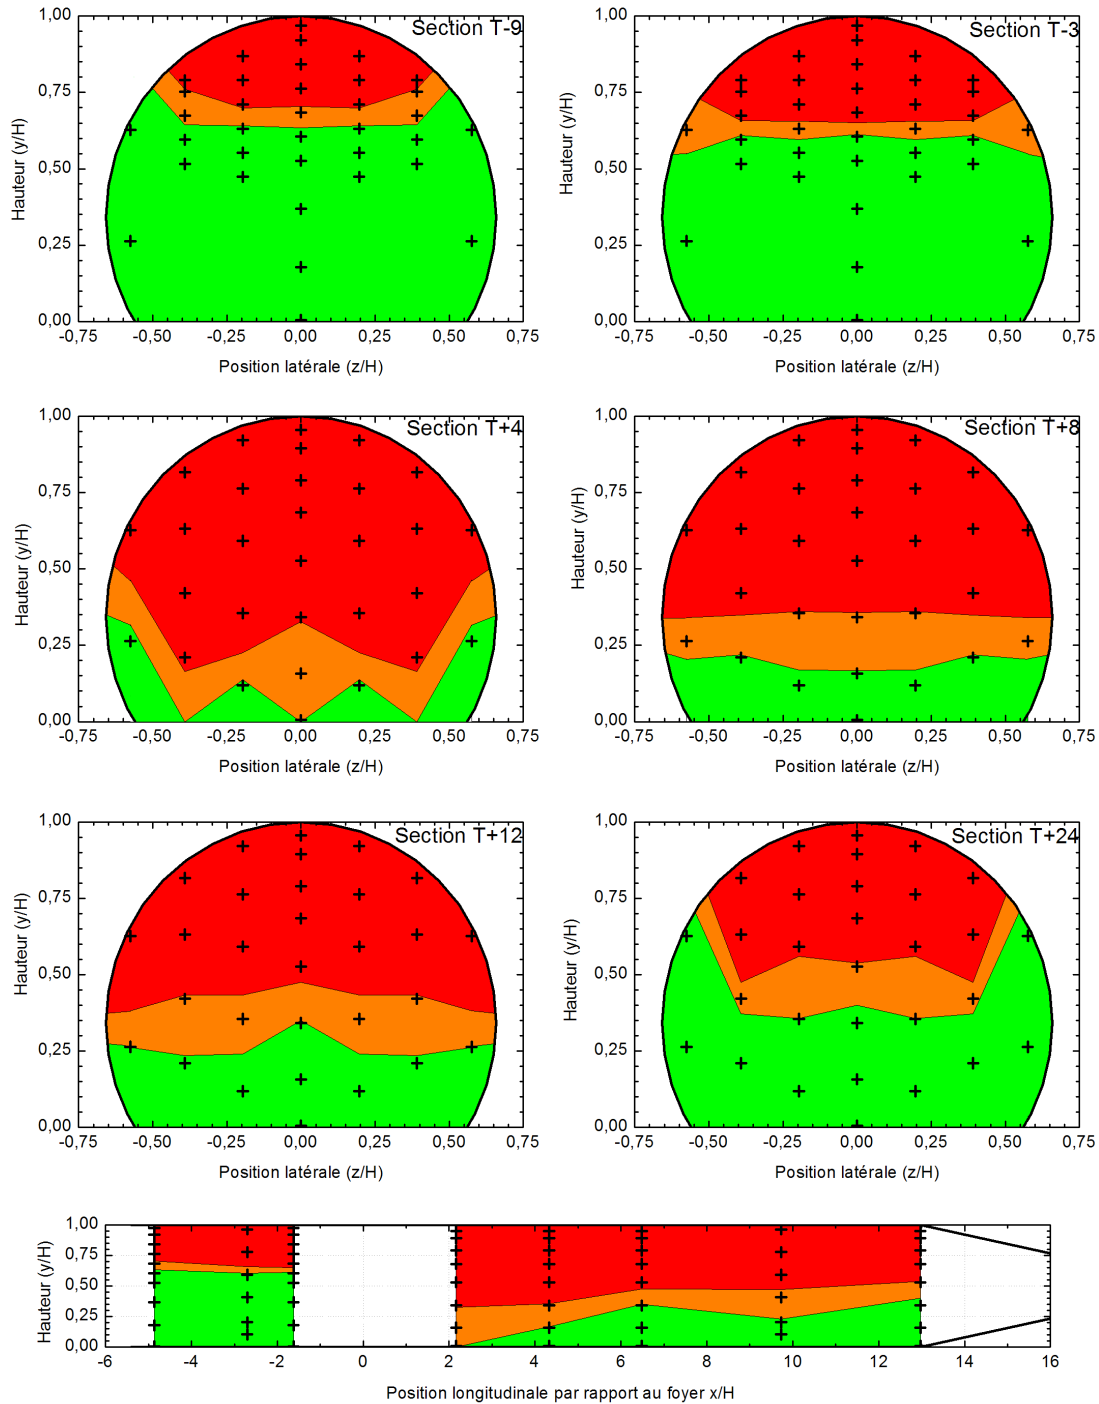 Section T-9
Hauteur (y/H)
1,00
0,75
0,50
0,25
0,00
-0,75 -0,50 -0,25 0,00 0,25 0,50 0,75
Position latérale (z/H)
Section T-3
Hauteur (y/H)
1,00
0,75
0,50
0,25
0,00
-0,75 -0,50 -0,25 0,00 0,25 0,50 0,75
Position latérale (z/H)
Section T+4
Hauteur (y/H)
1,00
0,75
0,50
0,25
0,00
-0,75 -0,50 -0,25 0,00 0,25 0,50 0,75
Position latérale (z/H)
Section T+8
Hauteur (y/H)
1,00
0,75
0,50
0,25
0,00
-0,75 -0,50 -0,25 0,00 0,25 0,50 0,75
Position latérale (z/H)
Section T+12
Hauteur (y/H)
1,00
0,75
0,50
0,25
0,00
-0,75 -0,50 -0,25 0,00 0,25 0,50 0,75
Position latérale (z/H)
Section T+24
Hauteur (y/H)
1,00
0,75
0,50
0,25
0,00
-0,75 -0,50 -0,25 0,00 0,25 0,50 0,75
Position latérale (z/H)
Hauteur (y/H)
1,00
0,75
0,50
0,25
0,00
-6 -4 -2 0 2 4 6 8 10 12 14 16
Position longitudinale par rapport au foyer x/H